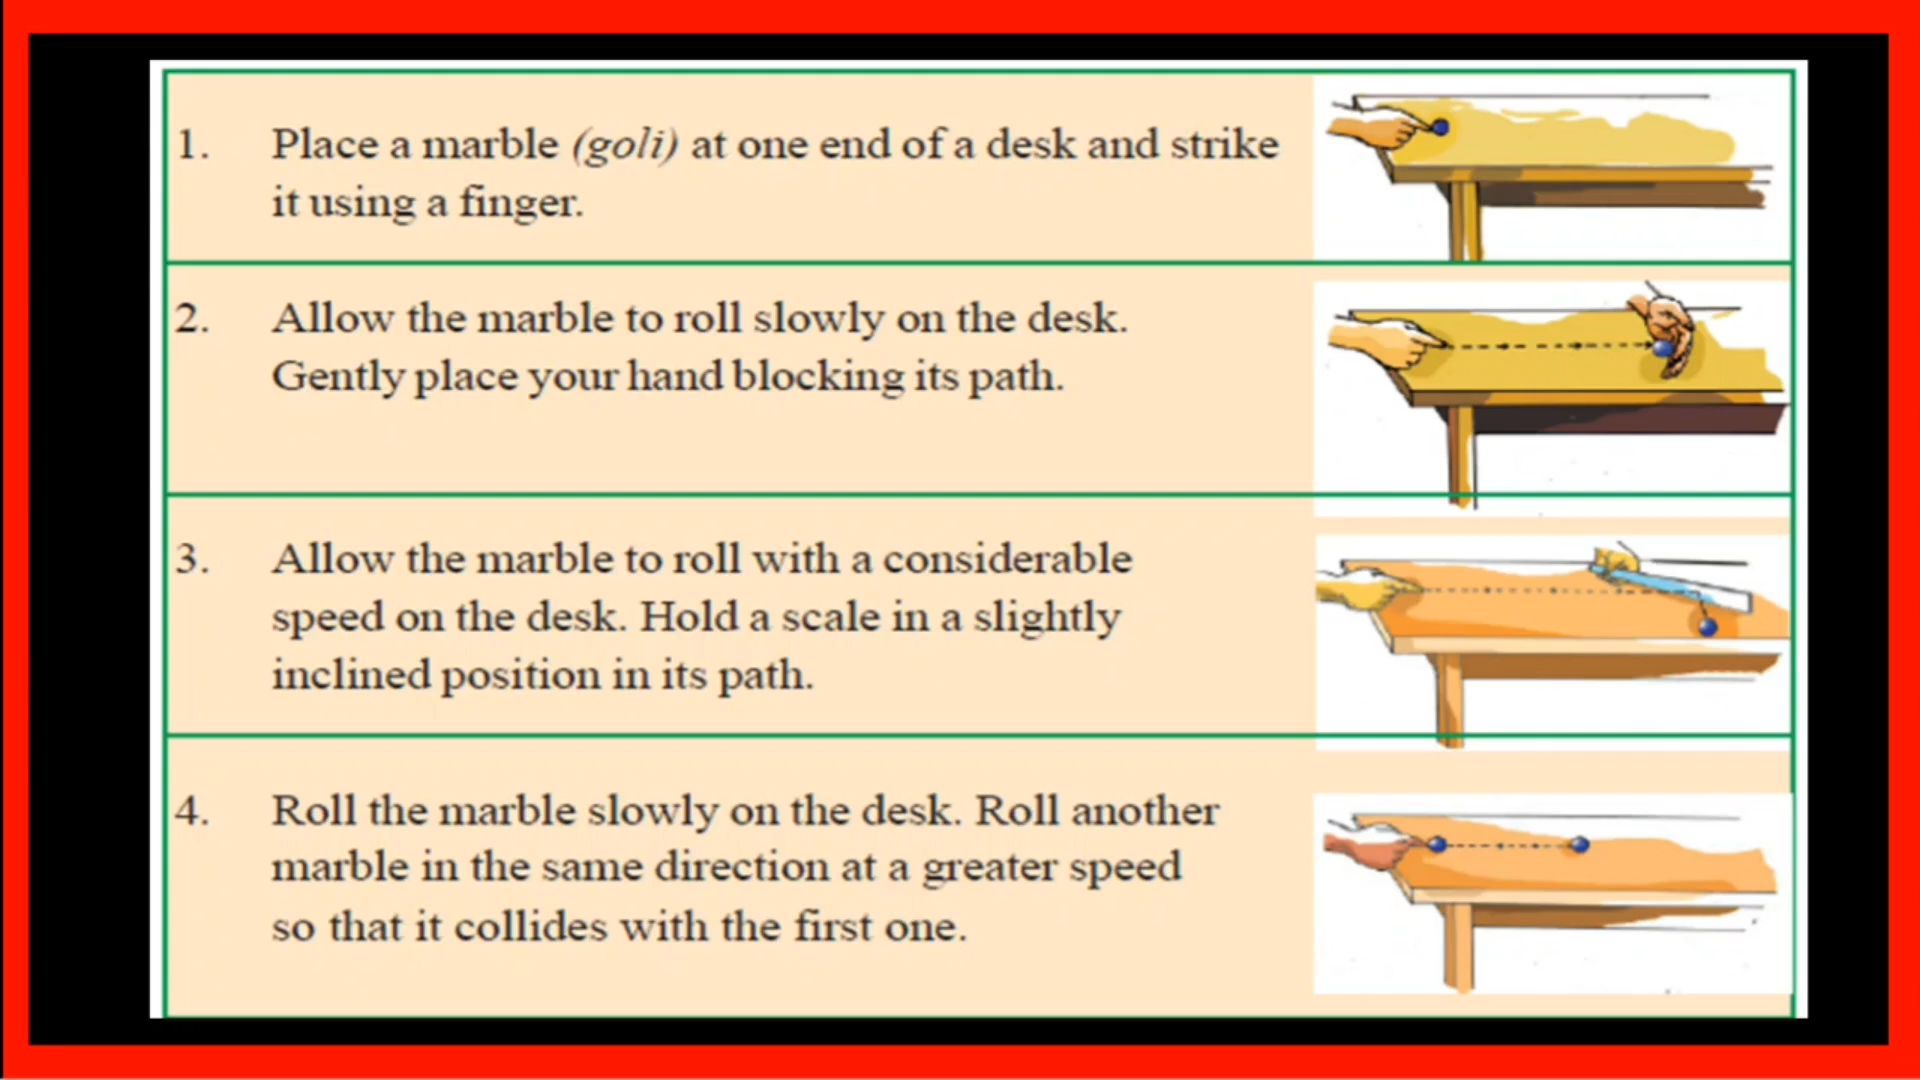 1. Place a marble (goli) at one end of a desk and strike
it using a finger.
2. Allow the marble to roll slowly on the desk.
Gently place your hand blocking its path.
3. Allow the marble to roll with a considerable
speed on the desk. Hold a scale in a slightly
inclined position in its path.
4. Roll the marble slowly on the desk. Roll another
marble in the same direction at a greater speed
so that it collides with the first one.